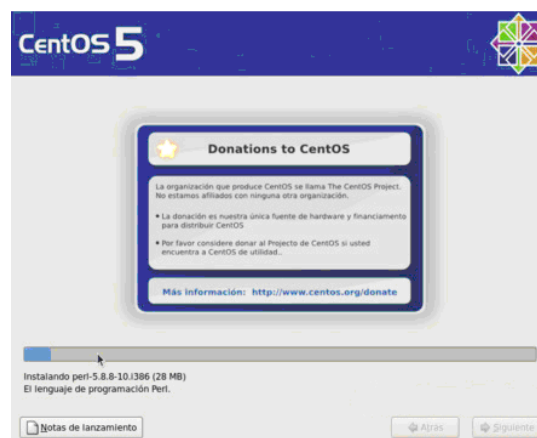 CentOS 5
Donations to CentOS
La organización que produce CentOS se llama The CentOS Project.
No estamos afiliados con ninguna otra organización.
• La donación es nuestra única fuente de hardware y financiamento
para distribuir CentOS
• Por favor considere donar al Projecto de CentOS si usted
encuentra a CentOS de utilidad..
Más información: http://www.centos.org/donate
Instalando perl-5.8.8-10.i386 (28 MB)
El lenguaje de programación Perl.
Notas de lanzamiento
Atrás
Siguiente